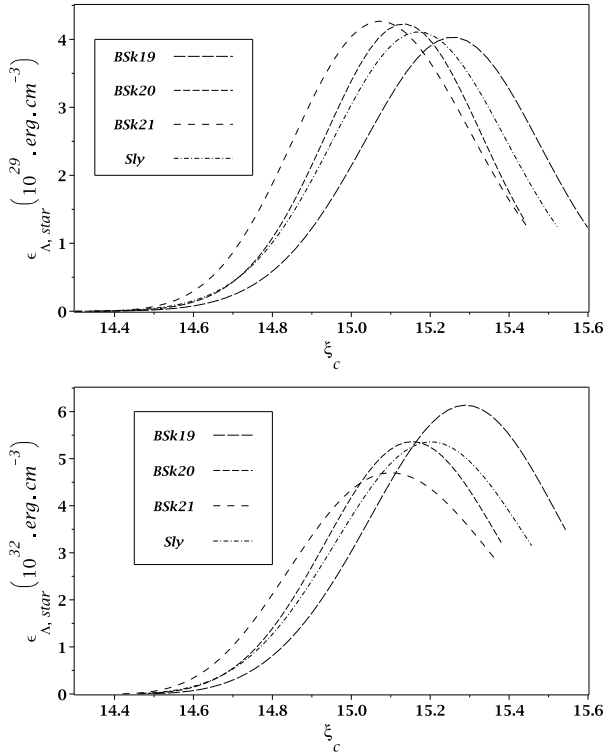 4
3
2
1
0
ϵ Λ, star (10^29 . erg . cm^-3)
BSk19
BSk20
BSk21
Sly
14.4 14.6 14.8 15.0 15.2 15.4 15.6
ξ_c
6
5
4
3
2
1
0
ϵ Λ, star (10^32 . erg . cm^-3)
BSk19
BSk20
BSk21
Sly
14.4 14.6 14.8 15.0 15.2 15.4 15.6
ξ_c